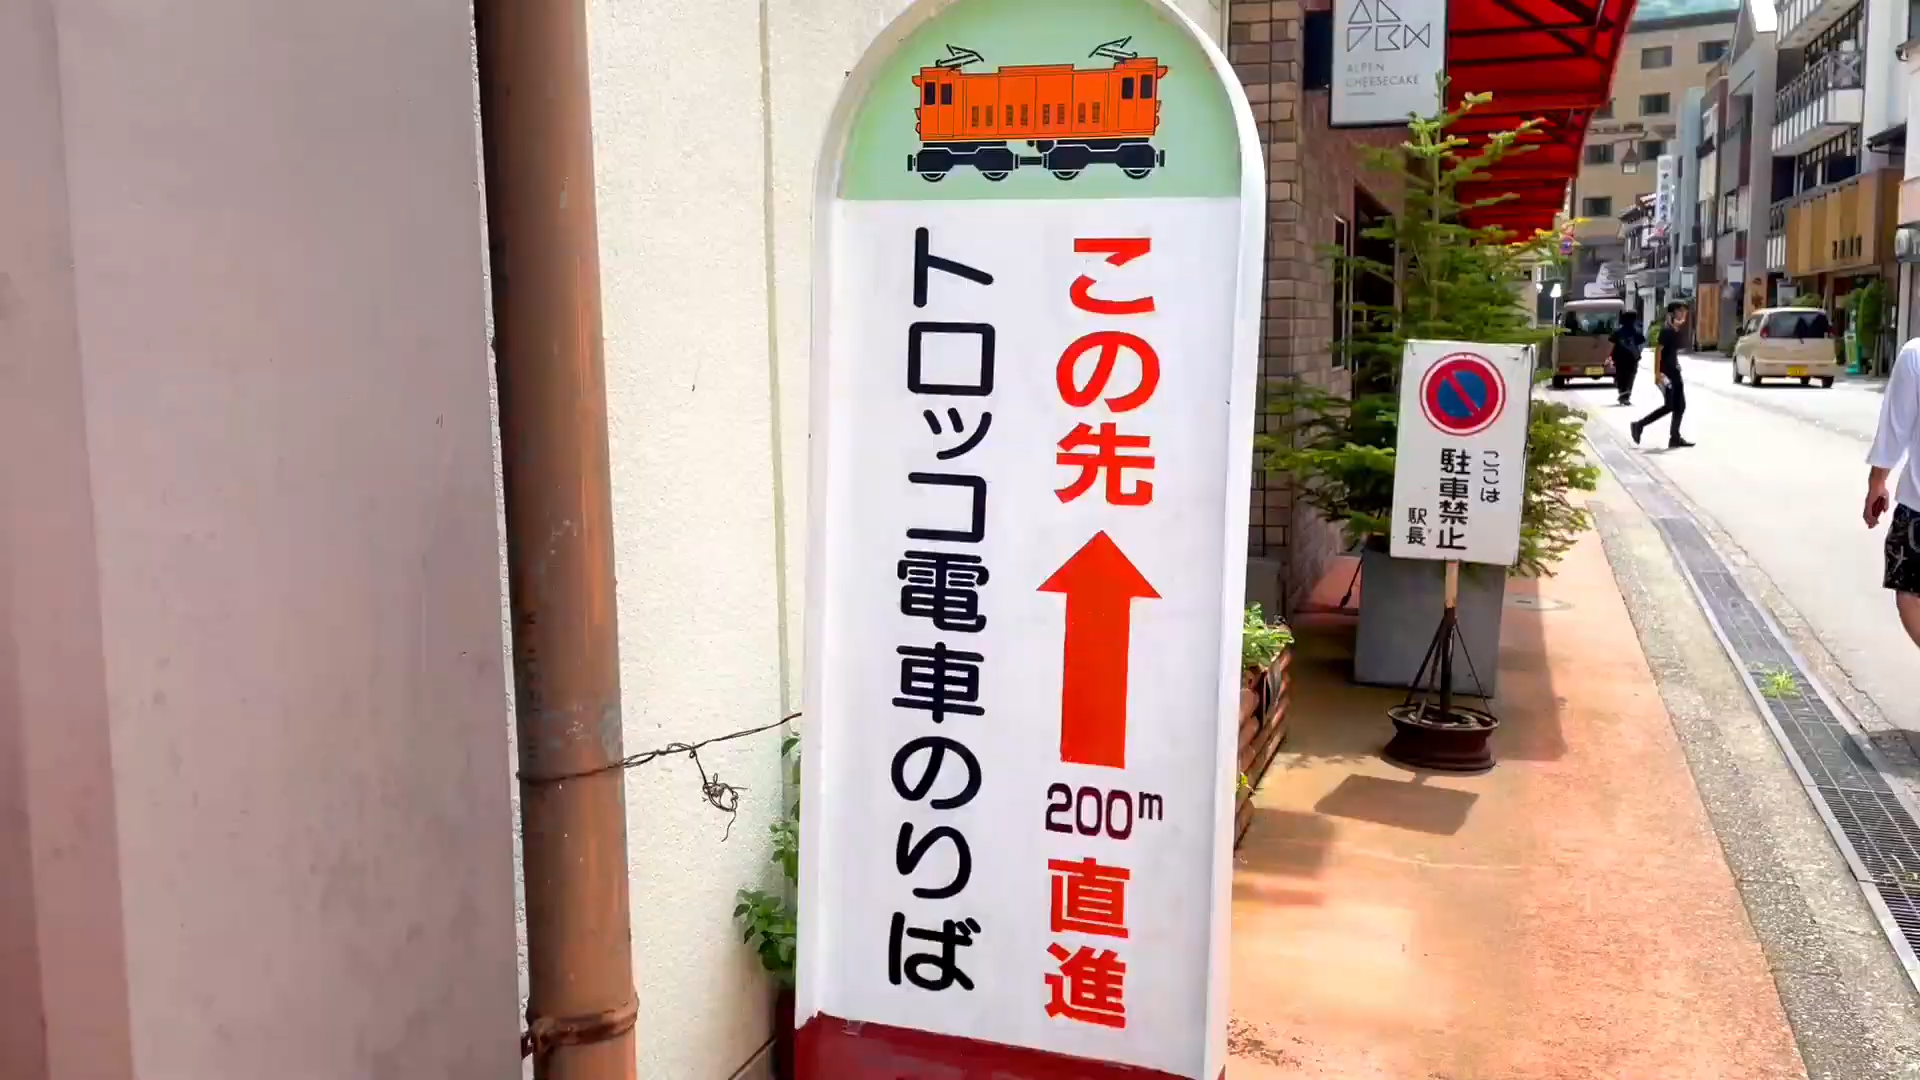 この先
200m
直進
トロッコ電車のりば
ALPEN
CHEESECAKE
ここは
駐車禁止
駅長